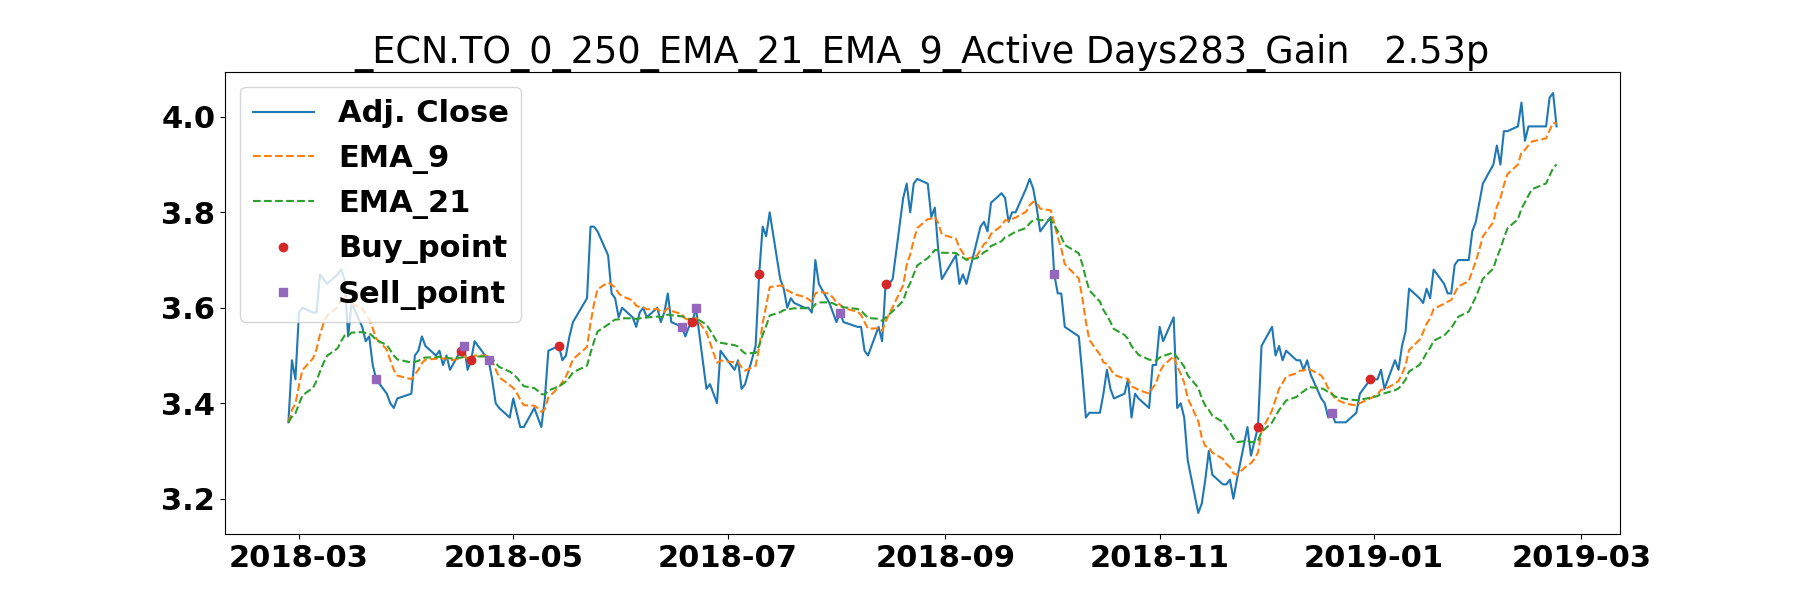 _ECN.TO_0_250_EMA_21_EMA_9_Active Days283_Gain   2.53p
Adj. Close
EMA_9
EMA_21
Buy_point
Sell_point
4.0
3.8
3.6
3.4
3.2
2018-03 2018-05 2018-07 2018-09 2018-11 2019-01 2019-03